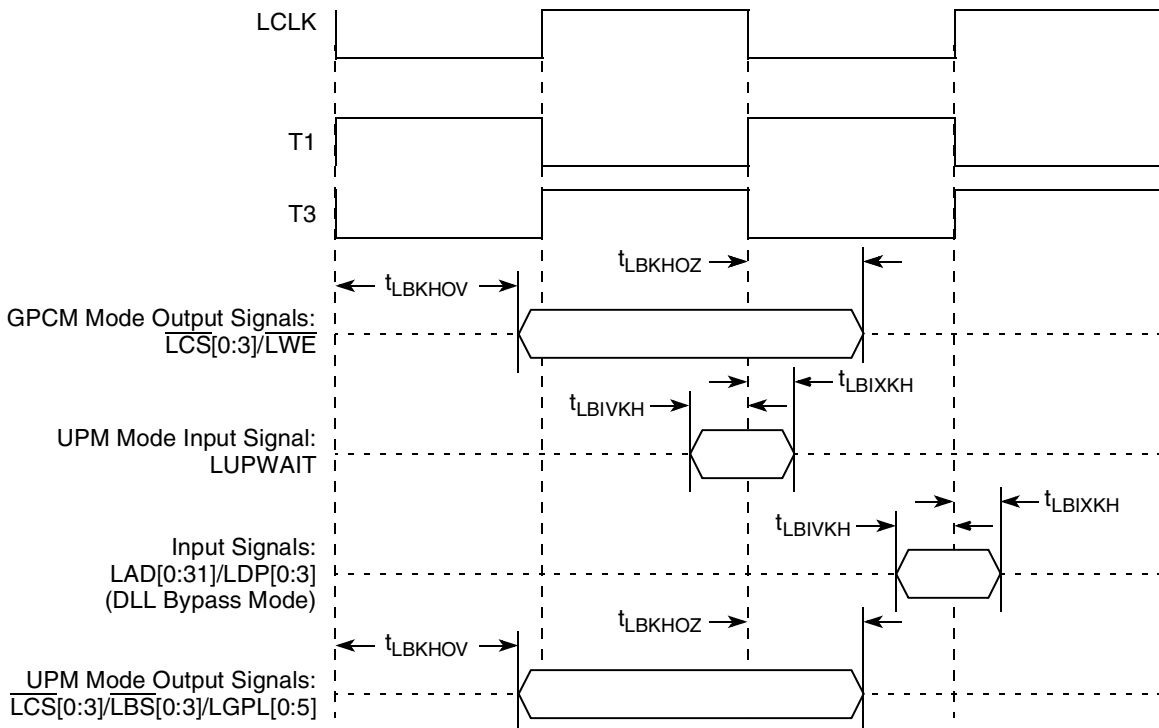 LCLK
T1
T3
tLBKHOZ
tLBKHOV
GPCM Mode Output Signals:
LCS[0:3]/LWE
tLBIXKH
tLBIVKH
UPM Mode Input Signal:
LUPWAIT
tLBIXKH
tLBIVKH
Input Signals:
LAD[0:31]/LDP[0:3]
(DLL Bypass Mode)
tLBKHOZ
tLBKHOV
UPM Mode Output Signals:
LCS[0:3]/LBS[0:3]/LGPL[0:5]